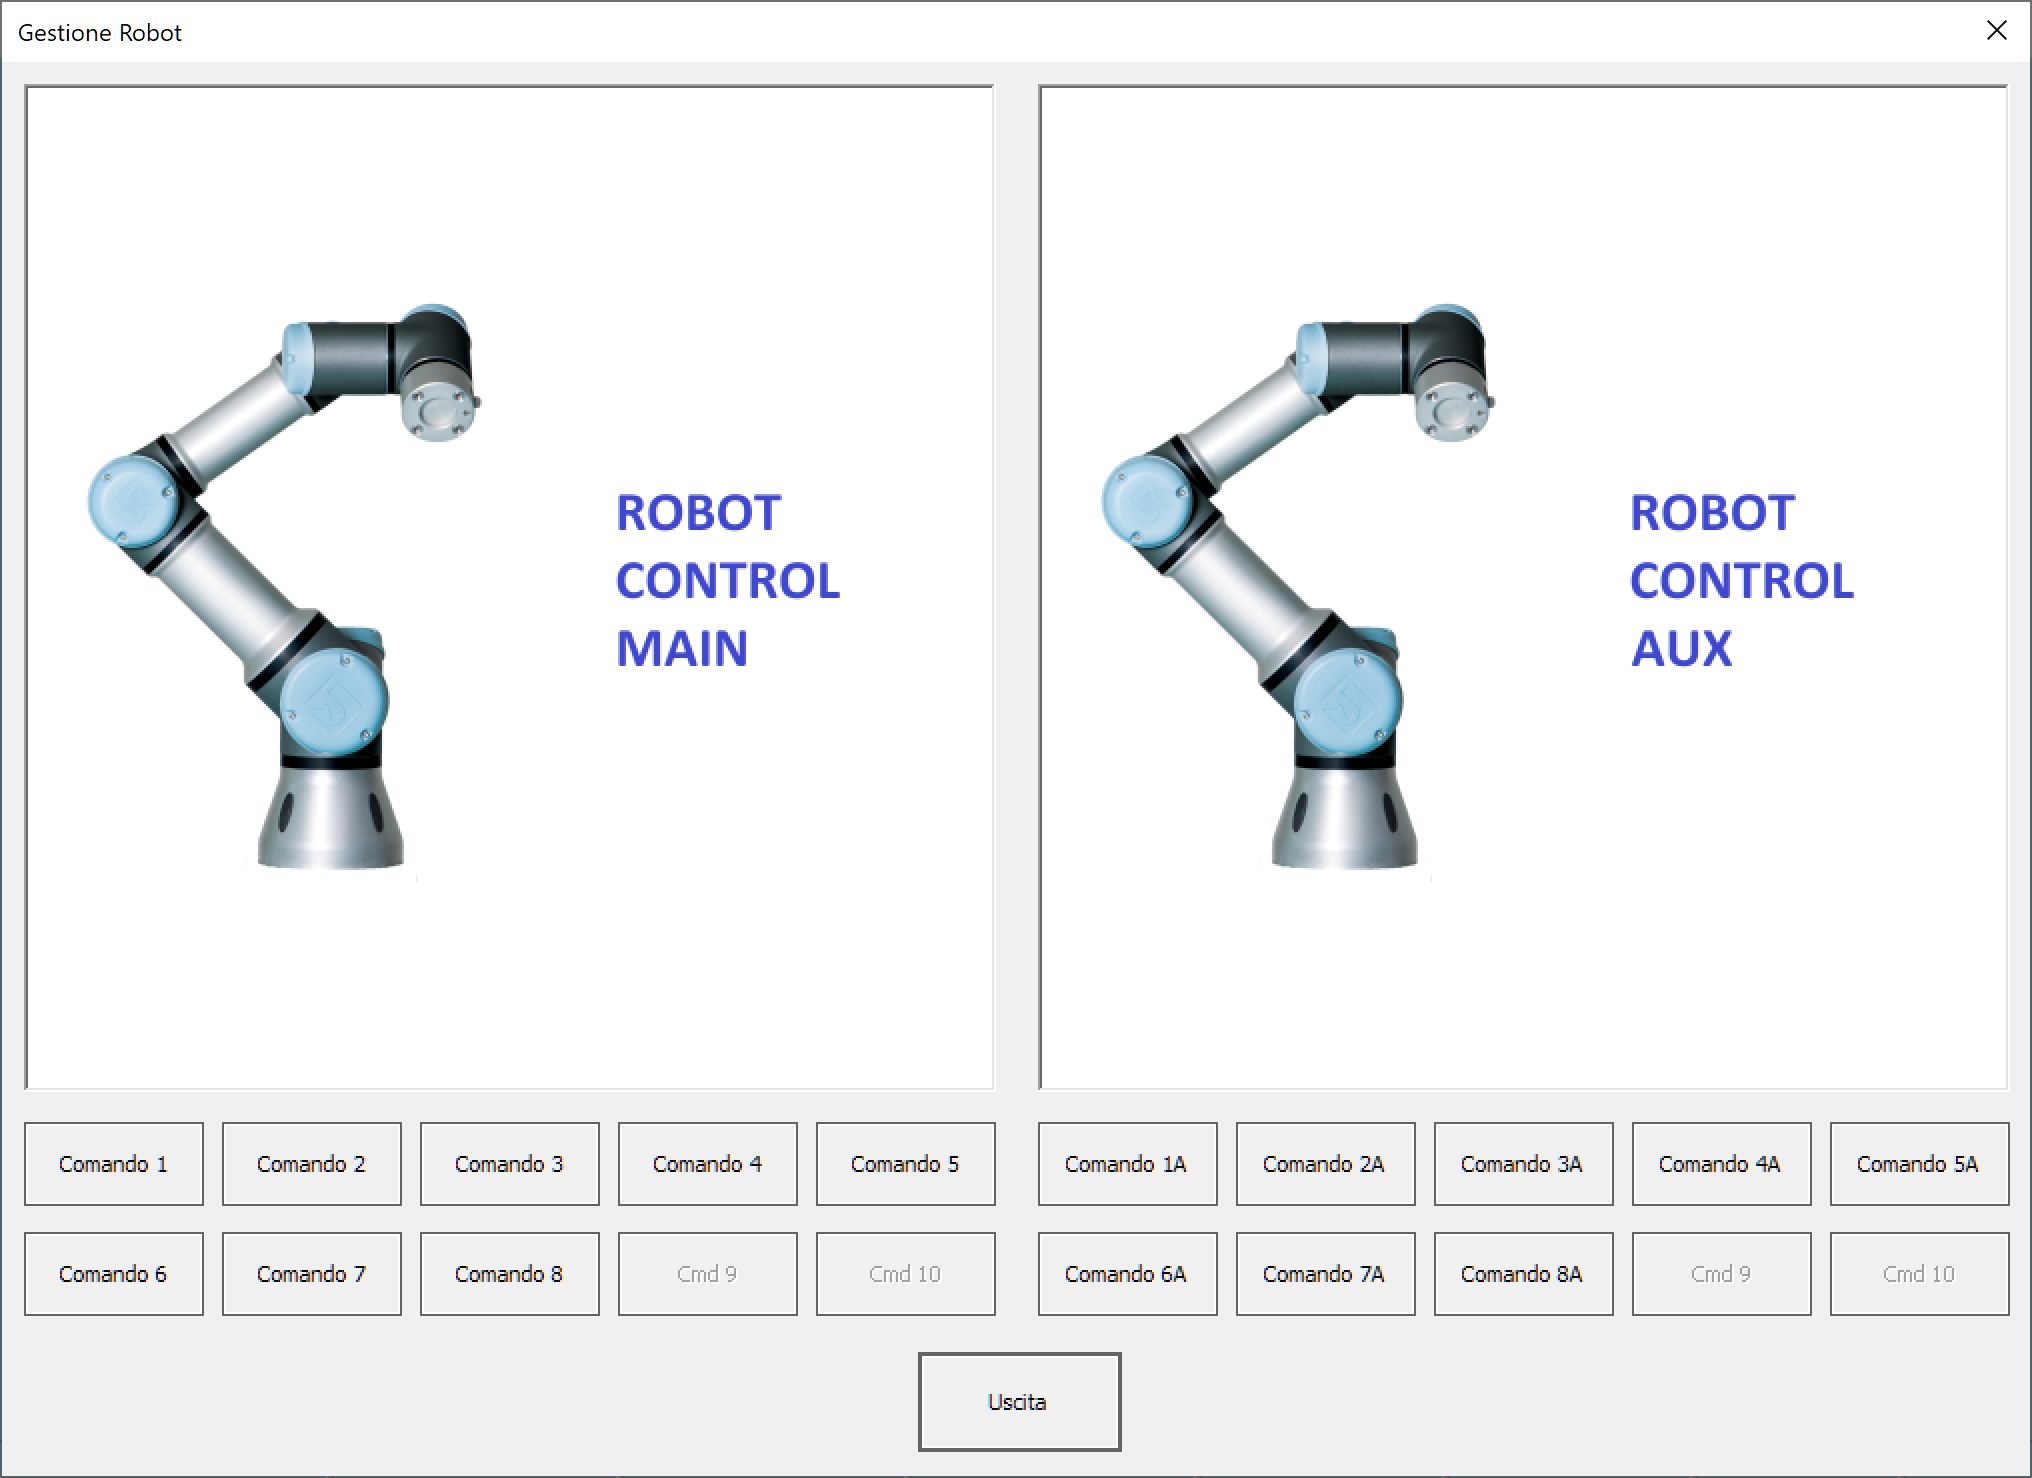 Gestione Robot
ROBOT
CONTROL
MAIN
ROBOT
CONTROL
AUX
Comando 1
Comando 2
Comando 3
Comando 4
Comando 5
Comando 1A
Comando 2A
Comando 3A
Comando 4A
Comando 5A
Comando 6
Comando 7
Comando 8
Cmd 9
Cmd 10
Comando 6A
Comando 7A
Comando 8A
Cmd 9
Cmd 10
Uscita